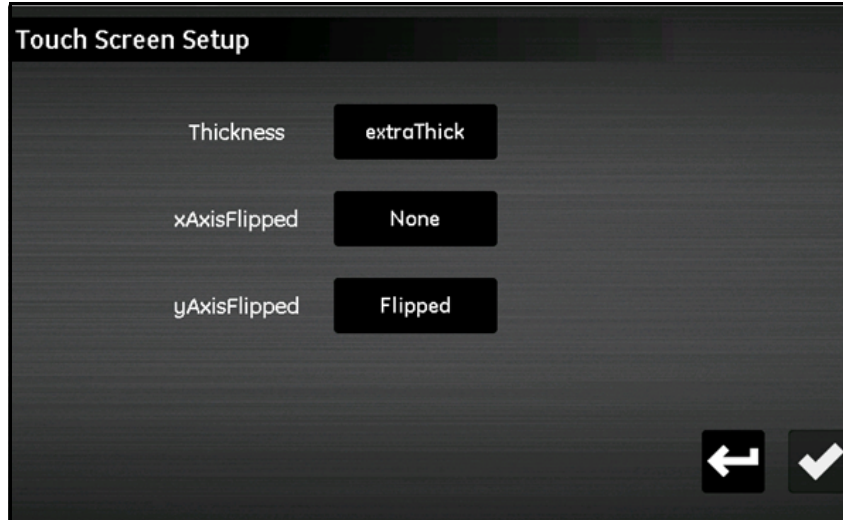 Touch Screen Setup
Thickness extraThick
xAxisFlipped None
yAxisFlipped Flipped